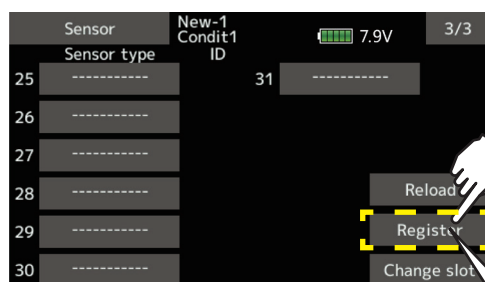 Sensor New-1 Condit1 7.9V 3/3
Sensor type ID
25 ----------- 31 -----------
26 -----------
27 -----------
28 ----------- Reload
29 ----------- Register
30 ----------- Change slot